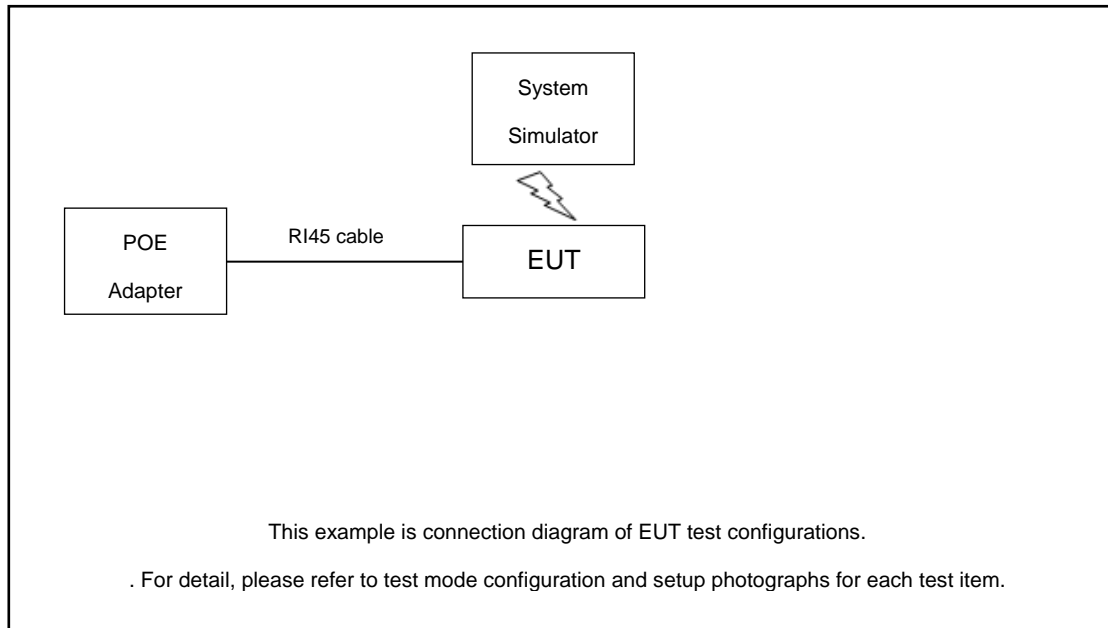 System
Simulator
POE
Adapter
RI45 cable
EUT
This example is connection diagram of EUT test configurations.
. For detail, please refer to test mode configuration and setup photographs for each test item.